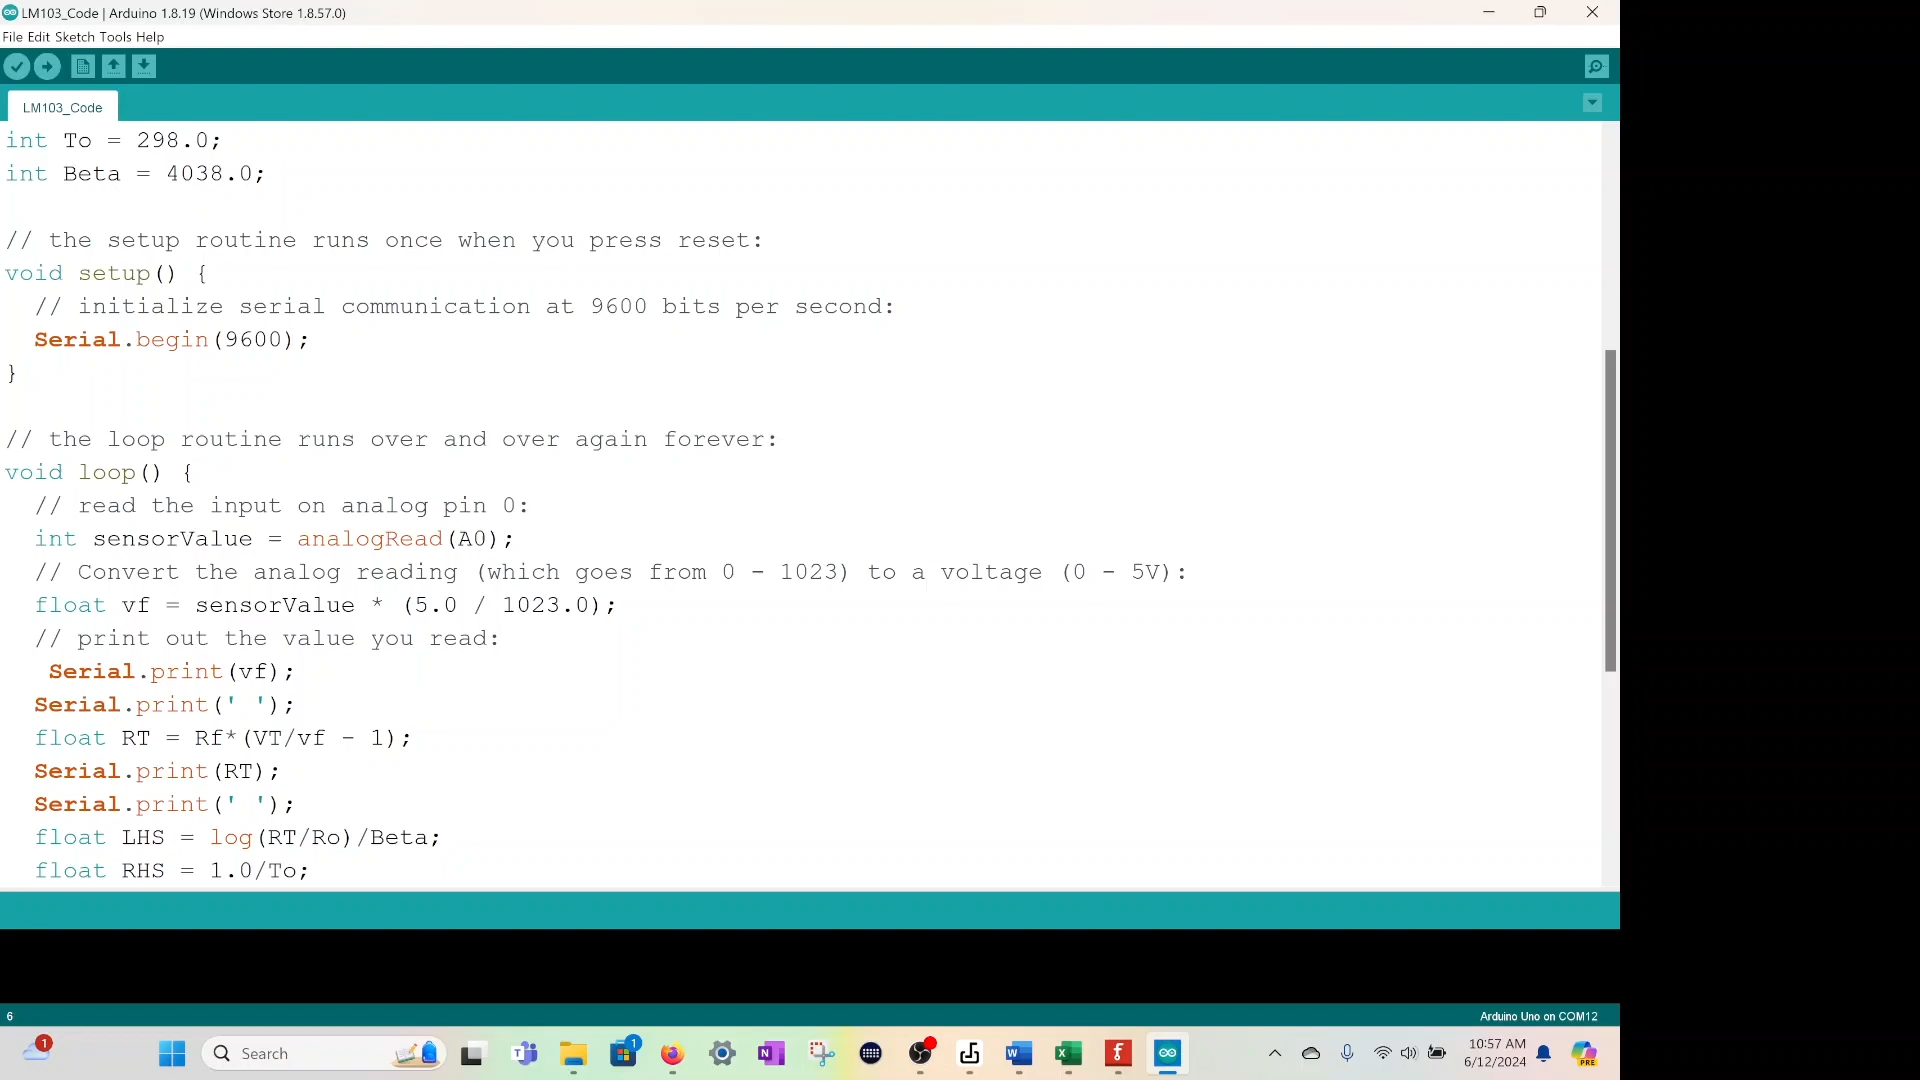 LM103_Code | Arduino 1.8.19 (Windows Store 1.8.57.0)
File Edit Sketch Tools Help
LM103_Code
int To = 298.0;
int Beta = 4038.0;
// the setup routine runs once when you press reset:
void setup() {
// initialize serial communication at 9600 bits per second:
Serial.begin(9600);
}
// the loop routine runs over and over again forever:
void loop() {
// read the input on analog pin 0:
int sensorValue = analogRead(A0);
// Convert the analog reading (which goes from 0 - 1023) to a voltage (0 - 5V):
float vf = sensorValue * (5.0 / 1023.0);
// print out the value you read:
Serial.print(vf);
Serial.print(' ');
float RT = Rf*(VT/vf - 1);
Serial.print(RT);
Serial.print(' ');
float LHS = log(RT/Ro)/Beta;
float RHS = 1.0/To;
6
Arduino Uno on COM12
1
Search
1
10:57 AM
6/12/2024
PRE